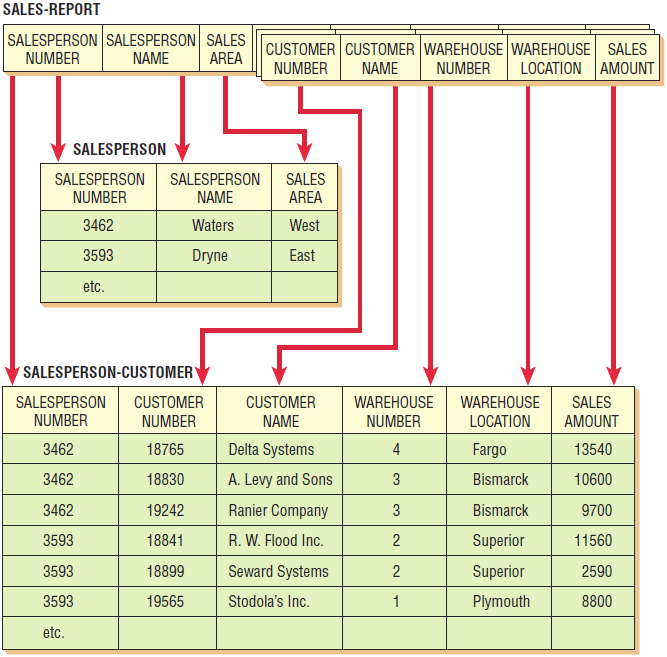 SALES-REPORT
SALESPERSON NUMBER SALESPERSON NAME SALES AREA CUSTOMER NUMBER CUSTOMER NAME WAREHOUSE NUMBER WAREHOUSE LOCATION SALES AMOUNT
SALESPERSON
SALESPERSON NUMBER SALESPERSON NAME SALES AREA
3462 Waters West
3593 Dryne East
etc.
SALESPERSON-CUSTOMER
SALESPERSON NUMBER CUSTOMER NUMBER CUSTOMER NAME WAREHOUSE NUMBER WAREHOUSE LOCATION SALES AMOUNT
3462 18765 Delta Systems 4 Fargo 13540
3462 18830 A. Levy and Sons 3 Bismarck 10600
3462 19242 Ranier Company 3 Bismarck 9700
3593 18841 R. W. Flood Inc. 2 Superior 11560
3593 18899 Seward Systems 2 Superior 2590
3593 19565 Stodola's Inc. 1 Plymouth 8800
etc.